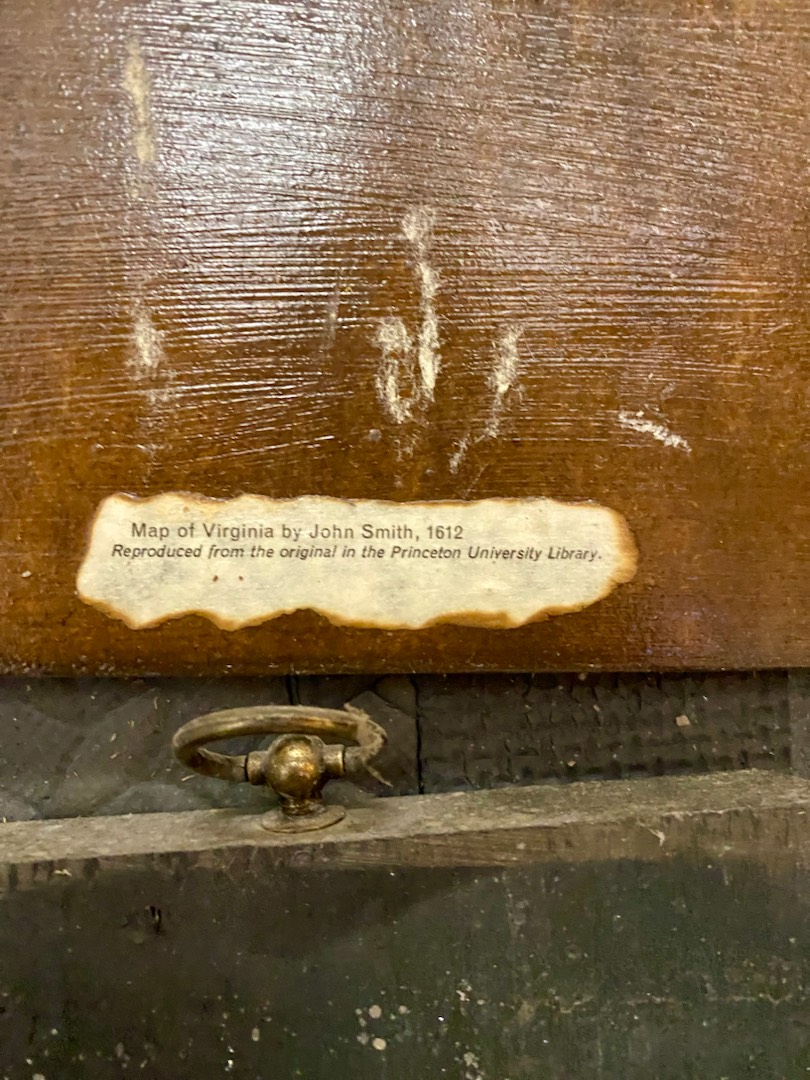 Map of Virginia by John Smith, 1612
Reproduced from the original in the Princeton University Library.